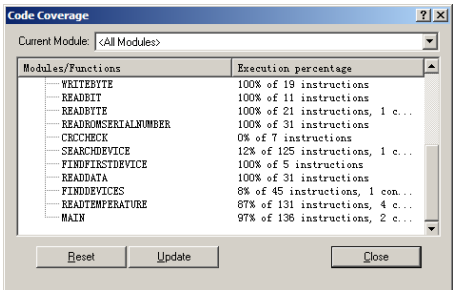 Code Coverage
Current Module: <All Modules>
Modules/Functions Execution percentage
WRITEBYTE 100% of 19 instructions
READBIT 100% of 11 instructions
READBYTE 100% of 21 instructions, 1 c...
READROMSERIALNUMBER 100% of 31 instructions
CRCCHECK 0% of 7 instructions
SEARCHDEVICE 12% of 125 instructions, 1 c...
FINDFIRSTDEVICE 100% of 5 instructions
READDATA 100% of 31 instructions
FINDDEVICES 8% of 45 instructions, 1 con...
READTEMPERATURE 87% of 131 instructions, 4 c...
MAIN 97% of 136 instructions, 2 c...
Reset Update Close